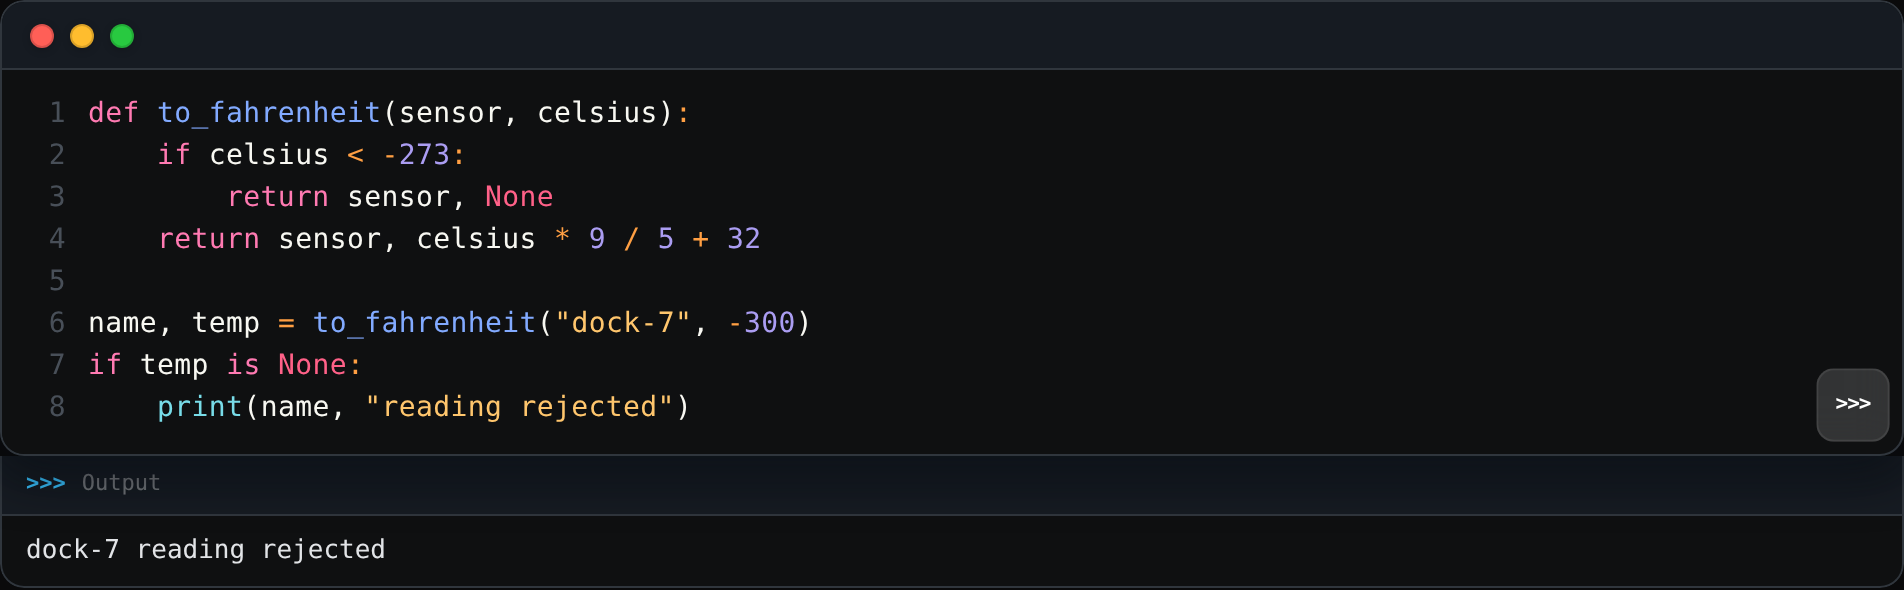 1 def to_fahrenheit(sensor, celsius):
2     if celsius < -273:
3         return sensor, None
4     return sensor, celsius * 9 / 5 + 32
5
6 name, temp = to_fahrenheit("dock-7", -300)
7 if temp is None:
8     print(name, "reading rejected")
>>>
>>> Output
dock-7 reading rejected